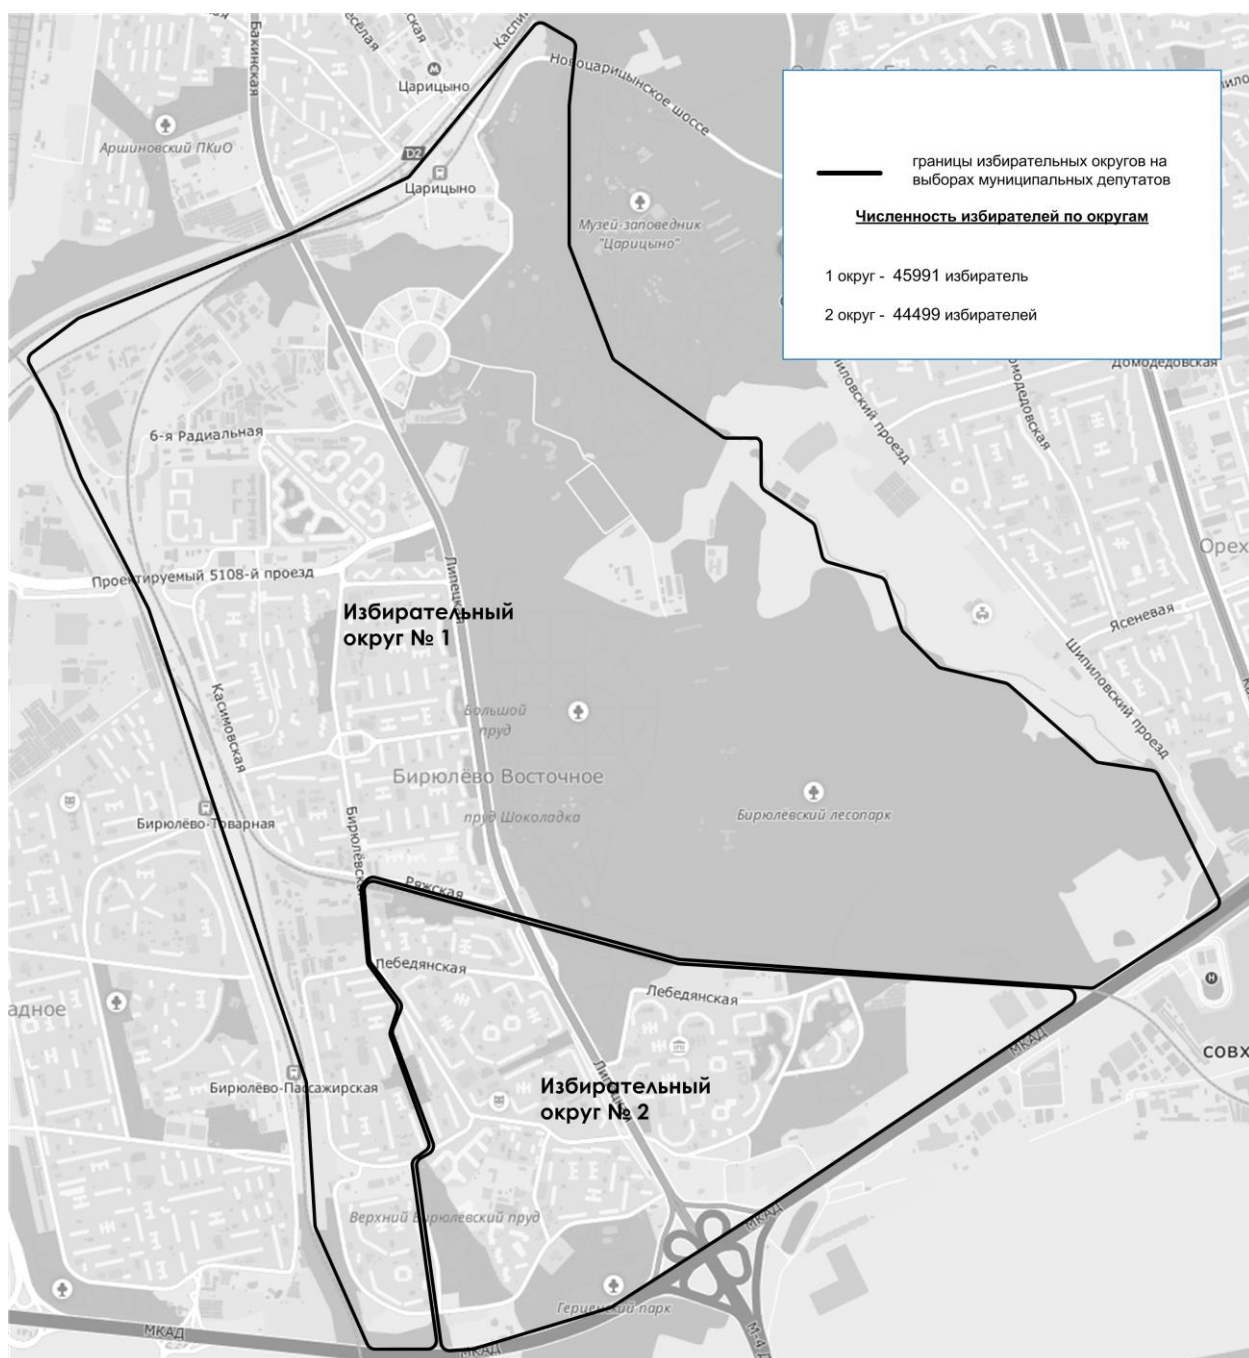 Бакинская
Царицыно
Аршиновский ПКиО
D2
Царицыно
Новоцарицынское шоссе
Музей-заповедник
"Царицыно"
границы избирательных округов на
выборах муниципальных депутатов
Численность избирателей по округам
1 округ - 45991 избиратель
2 округ - 44499 избирателей
Домодедовская
6-я Радиальная
Проектируемый 5108-й проезд
Липецкая
Избирательный
округ № 1
Ясеневая
Шипиловский проезд
Касимовская
Большой
пруд
Бирюлёво Восточное
пруд Шоколадка
Бирюлёвский лесопарк
Бирюлёво-Товарная
Ряжская
Лебедянская
Лебедянская
МКАД
Бирюлёво-Пассажирская
Избирательный
округ № 2
Липецкая
Верхний Бирюлёвский пруд
МКАД
Герценский парк
МКАД
МКАД